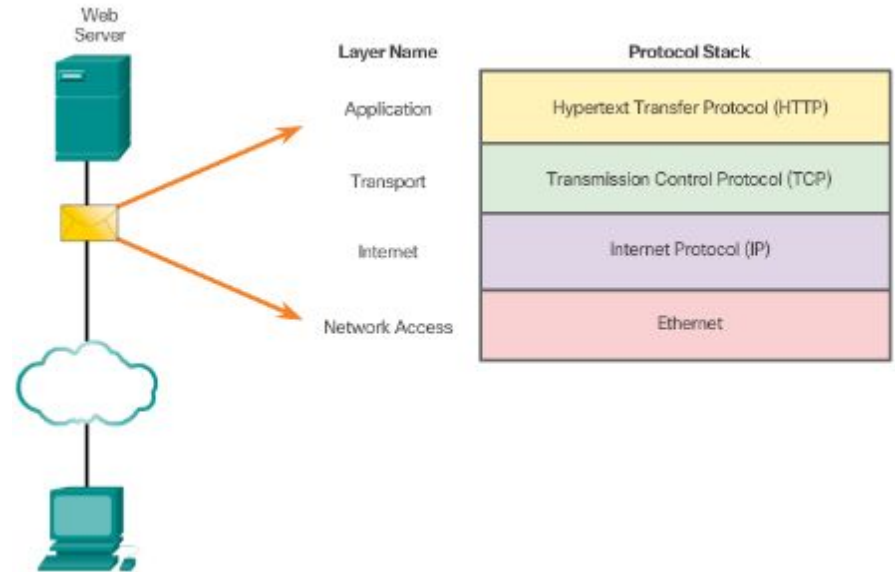 Web
Server
Layer Name
Protocol Stack
Application
Hypertext Transfer Protocol (HTTP)
Transport
Transmission Control Protocol (TCP)
Internet
Internet Protocol (IP)
Network Access
Ethernet